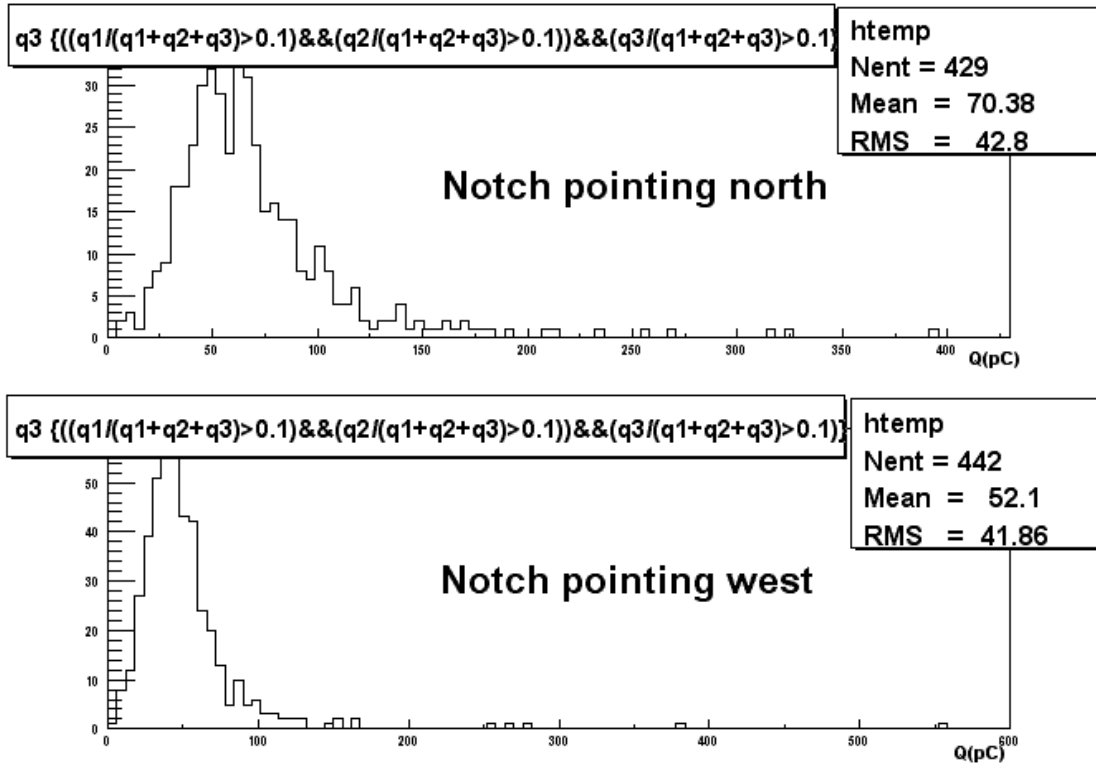 q3 {((q1/(q1+q2+q3)>0.1)&&(q2/(q1+q2+q3)>0.1))&&(q3/(q1+q2+q3)>0.1)
htemp
Nent = 429
Mean = 70.38
RMS = 42.8
Notch pointing north
30
25
20
15
10
5
0
0 50 100 150 200 250 300 350 400
Q(pC)
q3 {((q1/(q1+q2+q3)>0.1)&&(q2/(q1+q2+q3)>0.1))&&(q3/(q1+q2+q3)>0.1)}
htemp
Nent = 442
Mean = 52.1
RMS = 41.86
Notch pointing west
50
40
30
20
10
0
0 100 200 300 400 500 600
Q(pC)